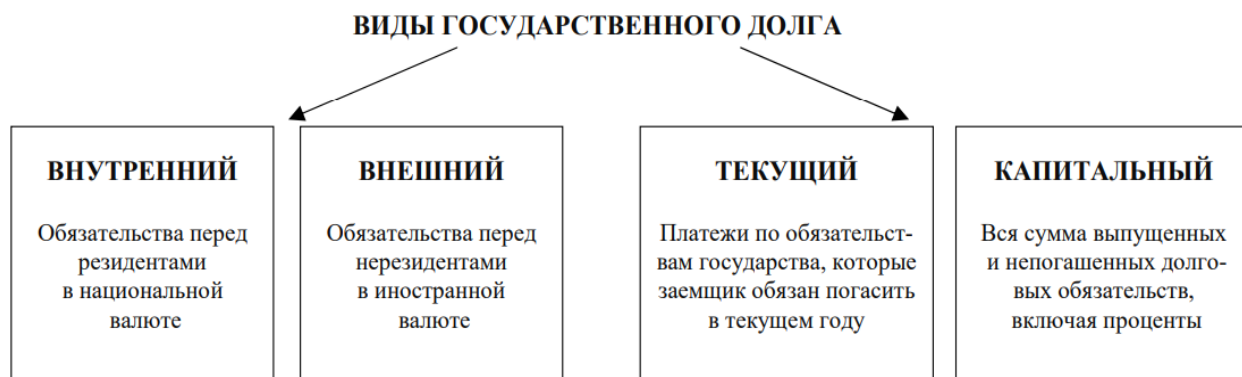 ВИДЫ ГОСУДАРСТВЕННОГО ДОЛГА
ВНУТРЕННИЙ
Обязательства перед
резидентами
в национальной
валюте
ВНЕШНИЙ
Обязательства перед
нерезидентами
в иностранной
валюте
ТЕКУЩИЙ
Платежи по обязательст-
вам государства, которые
заемщик обязан погасить
в текущем году
КАПИТАЛЬНЫЙ
Вся сумма выпущенных
и непогашенных долго-
вых обязательств,
включая проценты